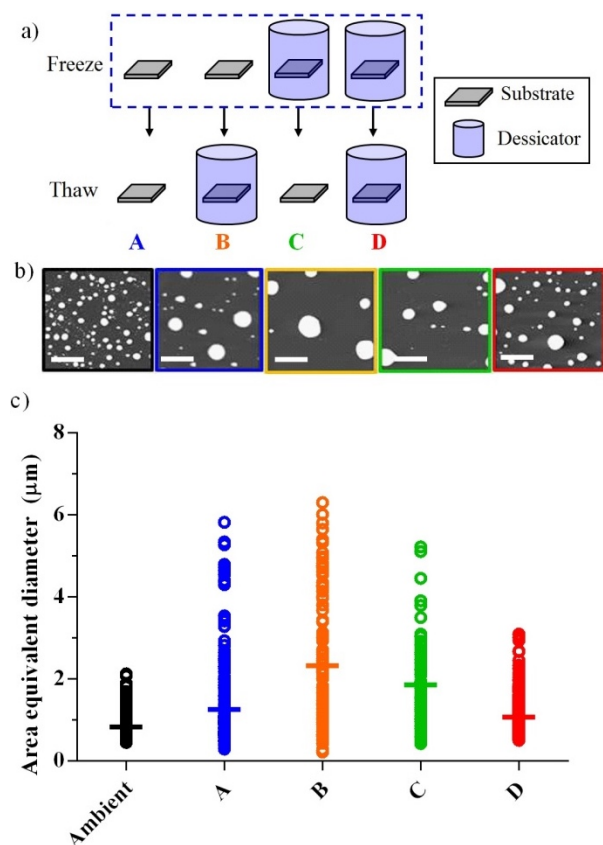 a)
Freeze
Substrate
Dessicator
Thaw
A B C D
b)
c)
Area equivalent diameter (μm)
8
6
4
2
0
Ambient A B C D